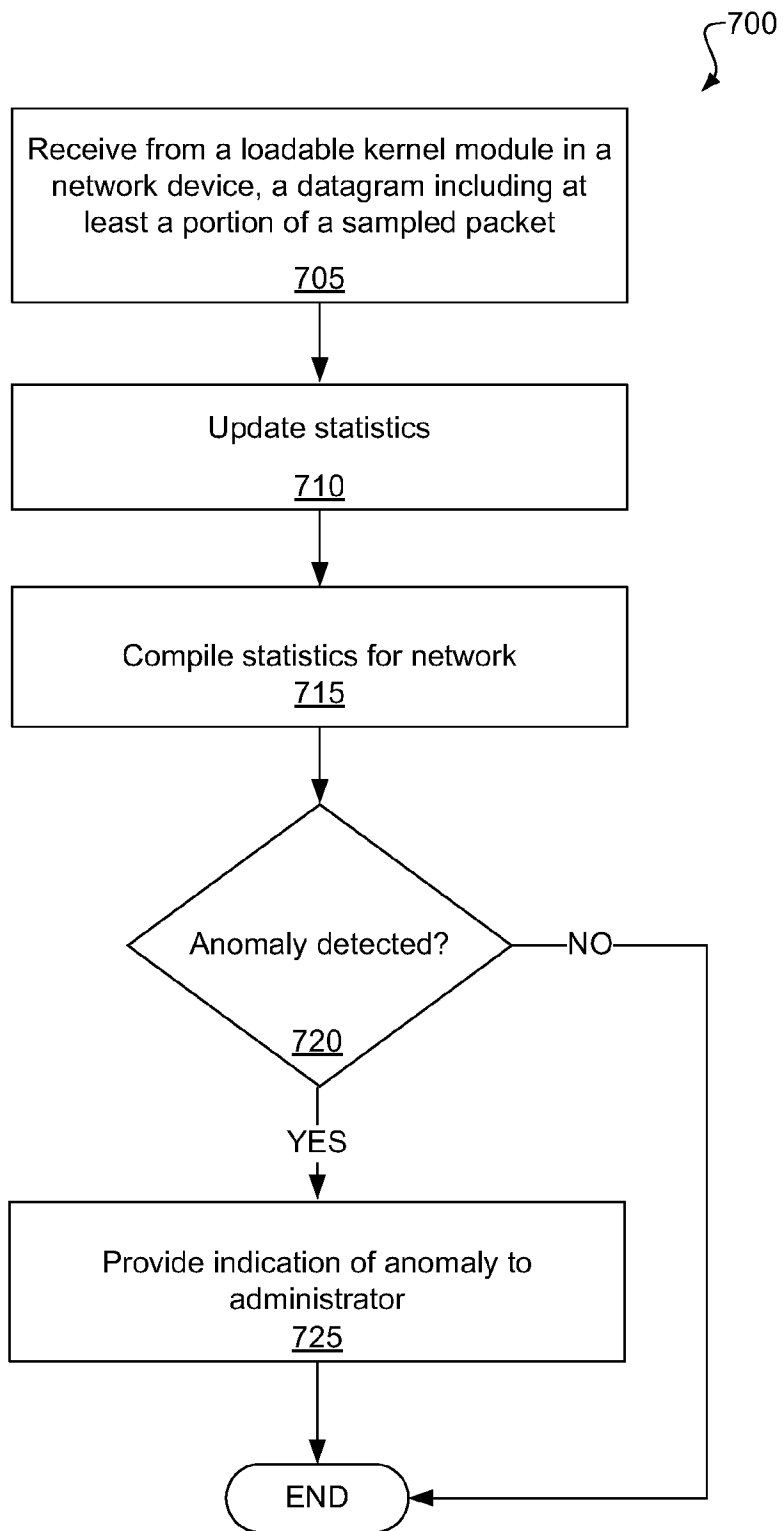 700
Receive from a loadable kernel module in a
network device, a datagram including at
least a portion of a sampled packet
705
Update statistics
710
Compile statistics for network
715
Anomaly detected?
NO
720
YES
Provide indication of anomaly to
administrator
725
END